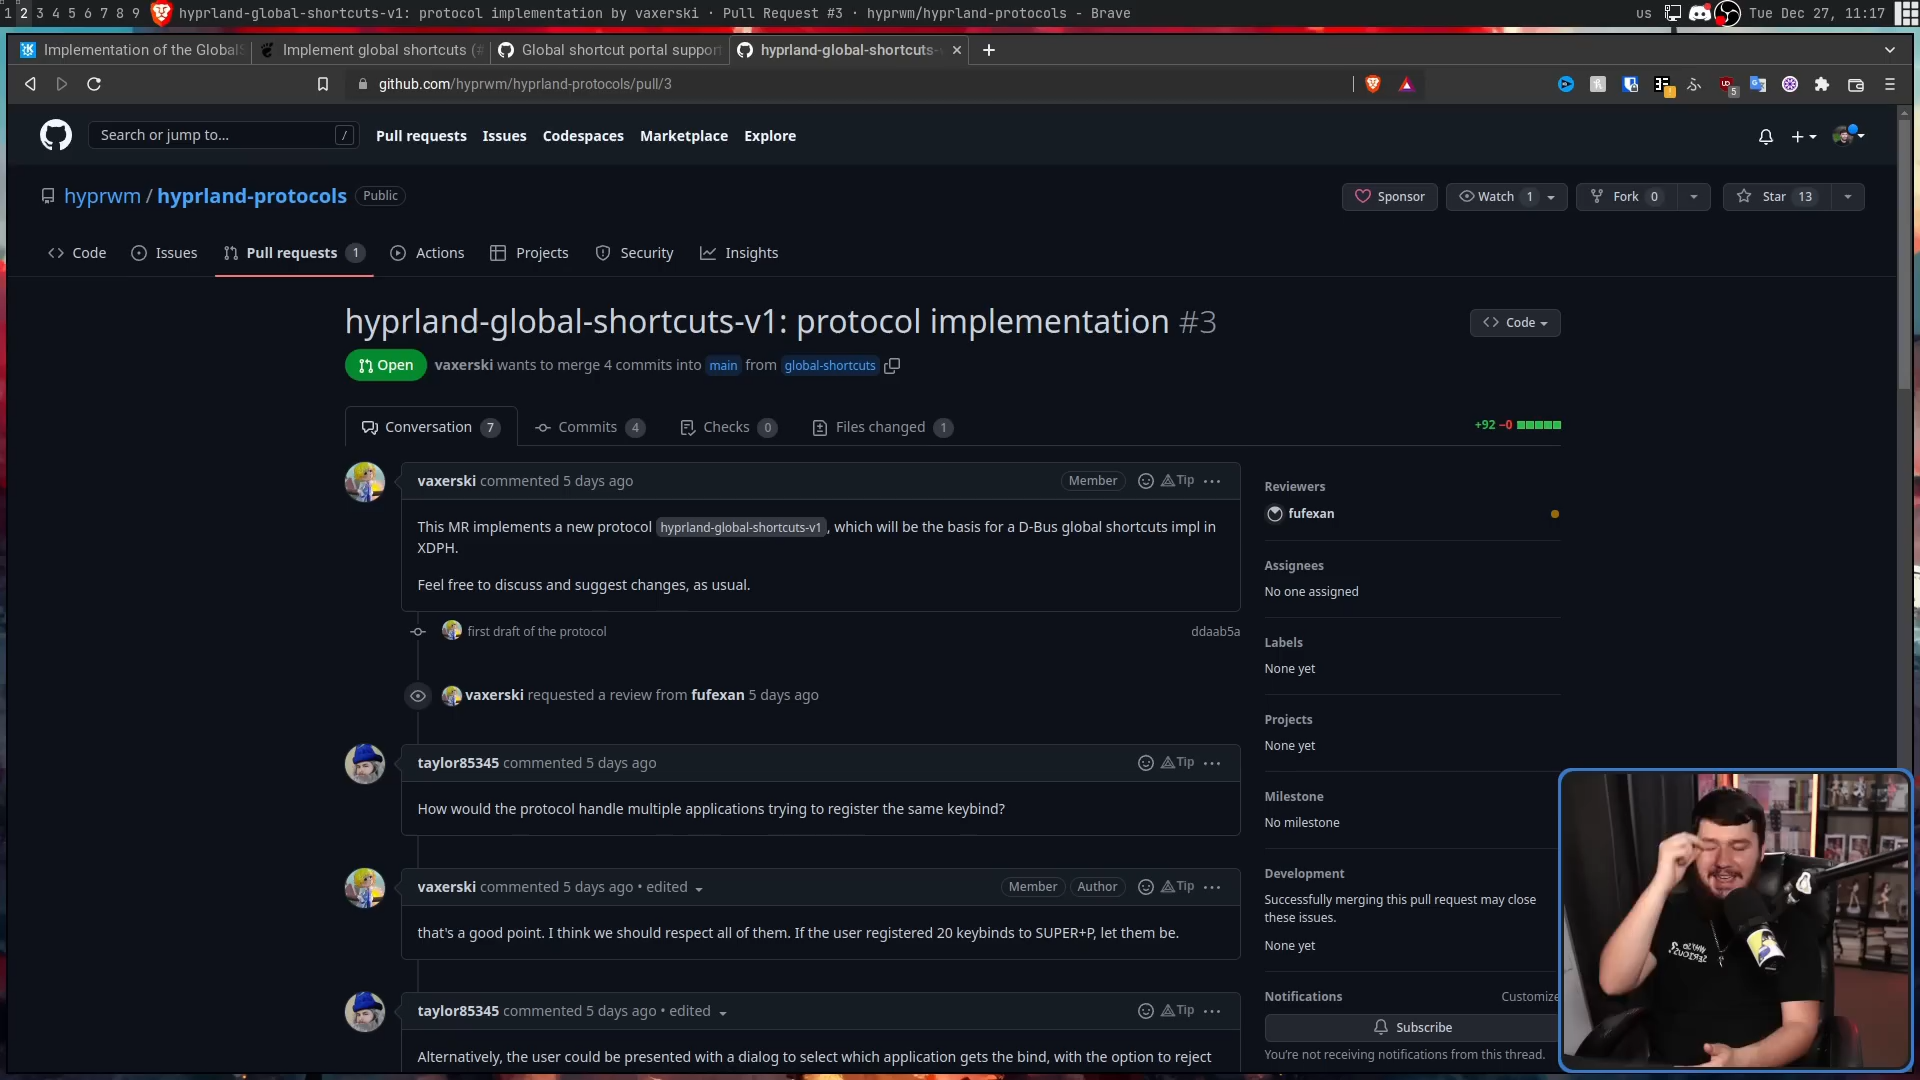 1 2 3 4 5 6 7 8 9 hyprland-global-shortcuts-v1: protocol implementation by vaxerski · Pull Request #3 · hyprwm/hyprland-protocols - Brave us Tue Dec 27, 11:17
Implementation of the Global Implement global shortcuts (# Global shortcut portal support hyprland-global-shortcuts-
github.com/hyprwm/hyprland-protocols/pull/3
Search or jump to... / Pull requests Issues Codespaces Marketplace Explore
hyprwm / hyprland-protocols Public Sponsor Watch 1 Fork 0 Star 13
Code Issues Pull requests 1 Actions Projects Security Insights
hyprland-global-shortcuts-v1: protocol implementation #3 Code
Open vaxerski wants to merge 4 commits into main from global-shortcuts
Conversation 7 Commits 4 Checks 0 Files changed 1 +92 −0
vaxerski commented 5 days ago Member Tip
This MR implements a new protocol hyprland-global-shortcuts-v1, which will be the basis for a D-Bus global shortcuts impl in
XDPH.
Feel free to discuss and suggest changes, as usual.
first draft of the protocol ddaab5a
vaxerski requested a review from fufexan 5 days ago
taylor85345 commented 5 days ago Tip
How would the protocol handle multiple applications trying to register the same keybind?
vaxerski commented 5 days ago • edited Member Author Tip
that's a good point. I think we should respect all of them. If the user registered 20 keybinds to SUPER+P, let them be.
taylor85345 commented 5 days ago • edited Tip
Alternatively, the user could be presented with a dialog to select which application gets the bind, with the option to reject
Reviewers
fufexan
Assignees
No one assigned
Labels
None yet
Projects
None yet
Milestone
No milestone
Development
Successfully merging this pull request may close
these issues.
None yet
Notifications Customize
Subscribe
You're not receiving notifications from this thread.